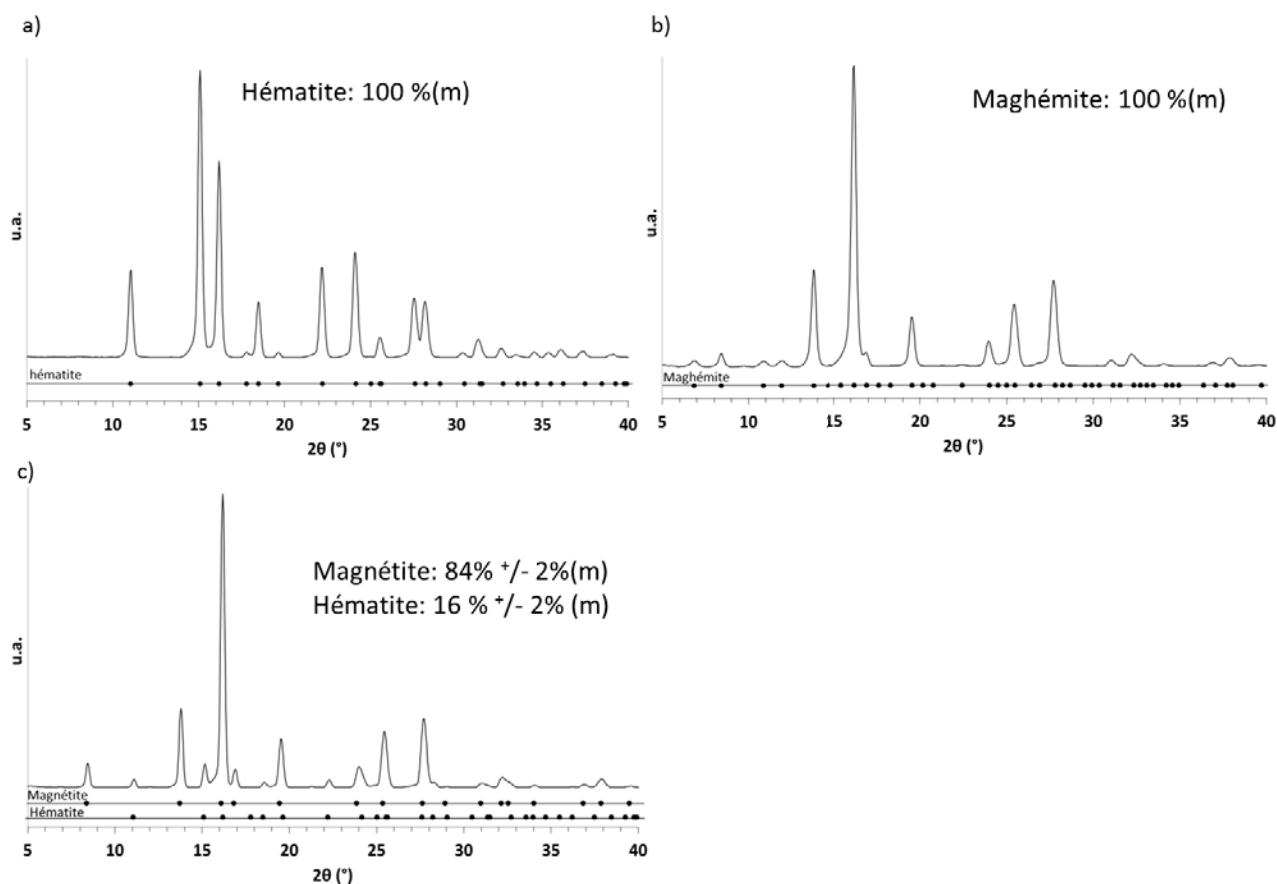 a)
Hématite: 100 %(m)
u.a.
hématite
5 10 15 20 25 30 35 40
2θ (°)
b)
Maghémite: 100 %(m)
u.a.
Maghémite
5 10 15 20 25 30 35 40
2θ (°)
c)
Magnétite: 84% +/- 2%(m)
Hématite: 16 % +/- 2% (m)
u.a.
Magnétite
Hématite
5 10 15 20 25 30 35 40
2θ (°)